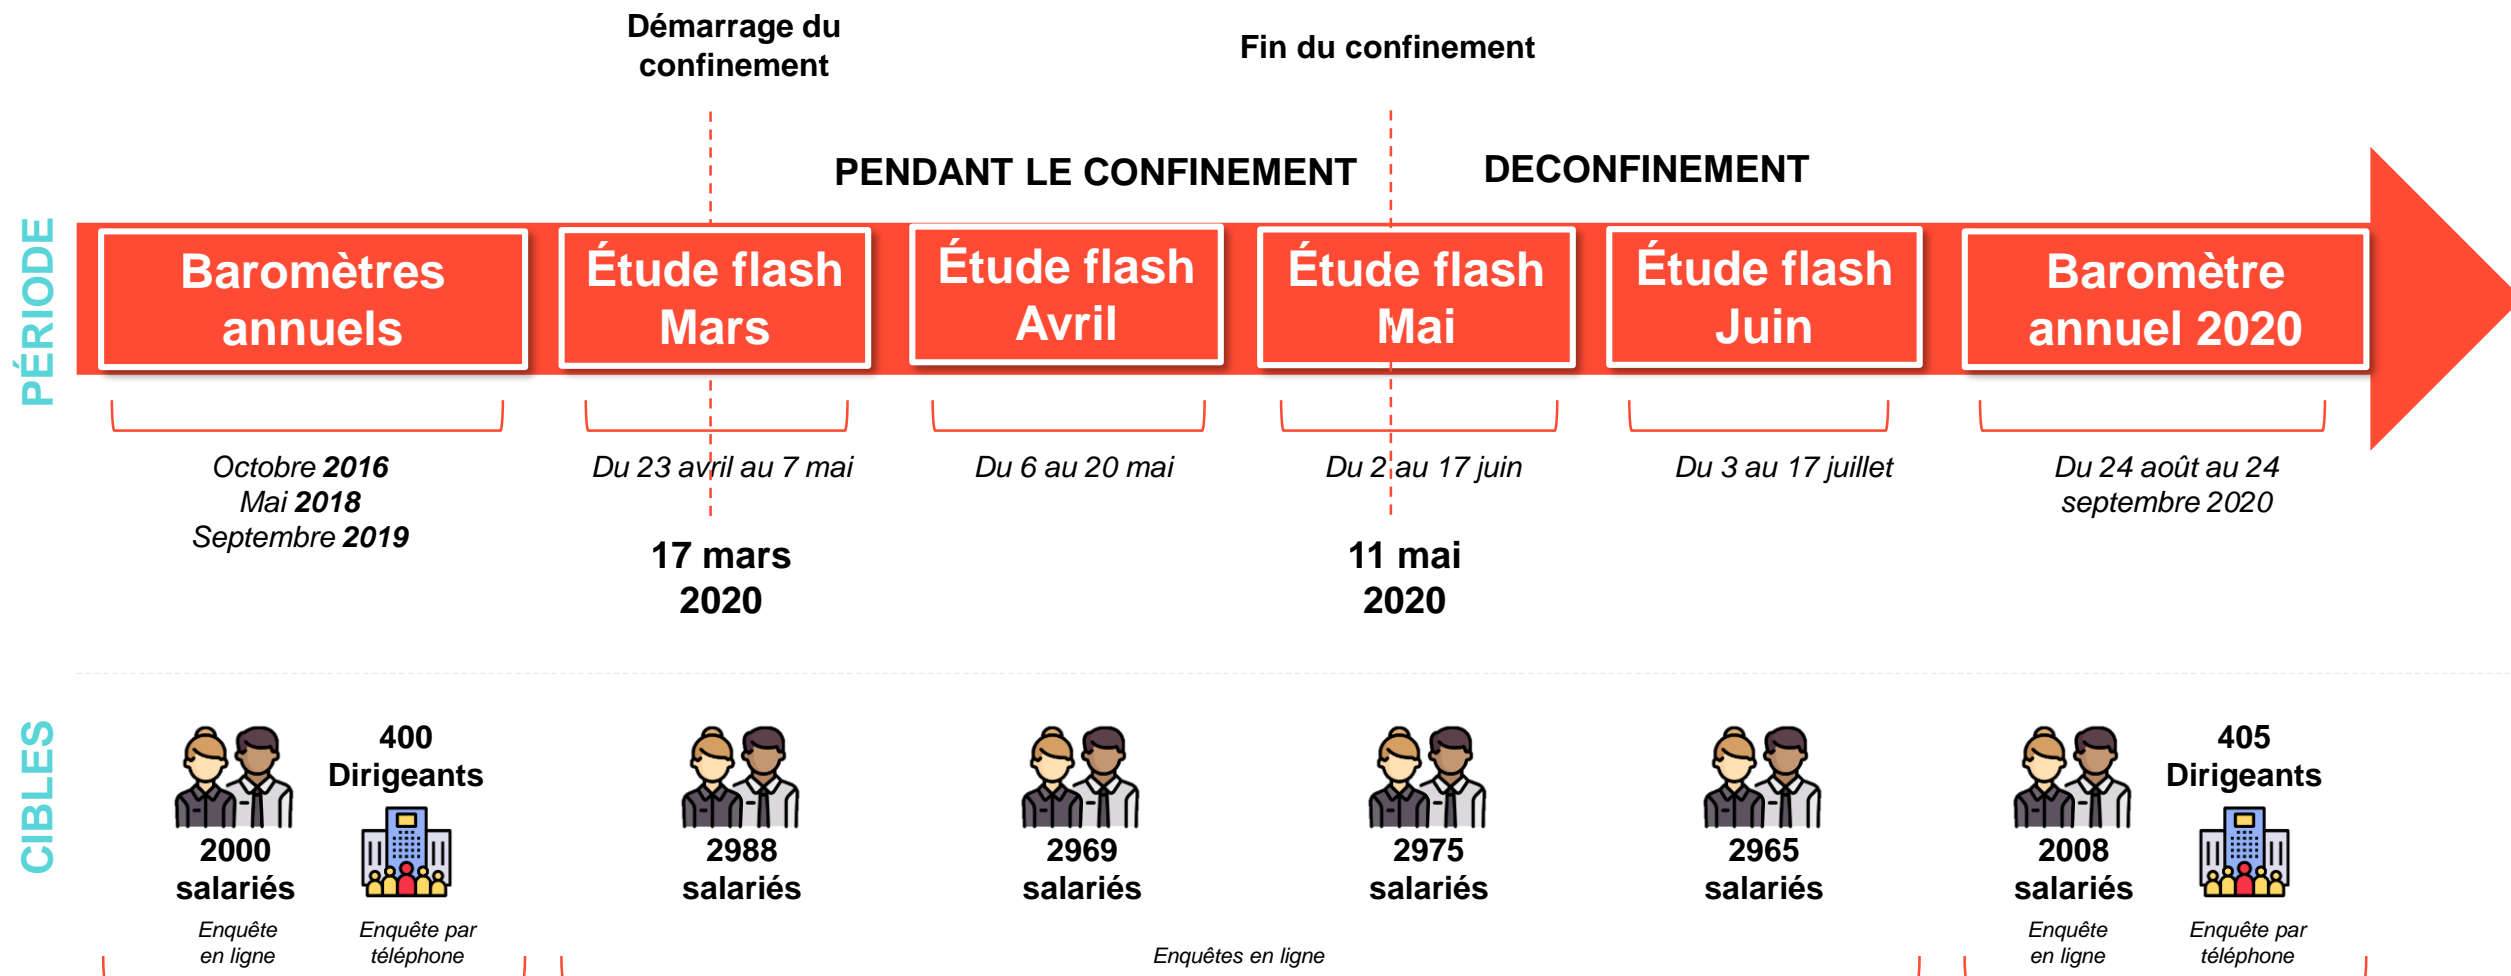 Démarrage du
confinement
Fin du confinement
PENDANT LE CONFINEMENT
DECONFINEMENT
PÉRIODE
Baromètres
annuels
Étude flash
Mars
Étude flash
Avril
Étude flash
Mai
Étude flash
Juin
Baromètre
annuel 2020
Octobre 2016
Mai 2018
Septembre 2019
Du 23 avril au 7 mai
Du 6 au 20 mai
Du 2 au 17 juin
Du 3 au 17 juillet
Du 24 août au 24
septembre 2020
17 mars
2020
11 mai
2020
CIBLES
2000
salariés
Enquête
en ligne
400
Dirigeants
Enquête par
téléphone
2988
salariés
2969
salariés
2975
salariés
2965
salariés
Enquêtes en ligne
2008
salariés
Enquête
en ligne
405
Dirigeants
Enquête par
téléphone